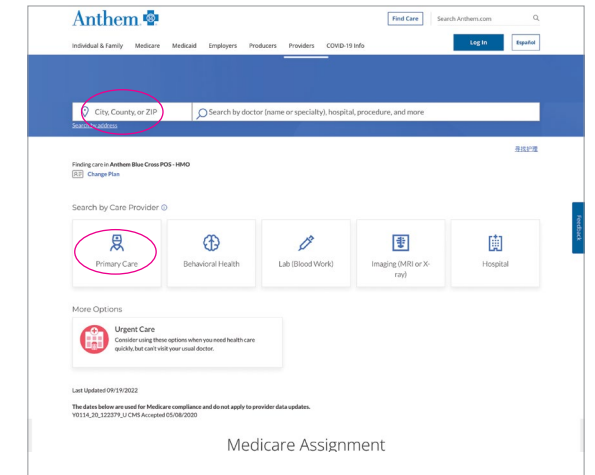 Anthem
Find Care
Search Anthem.com
Individual & Family Medicare Medicaid Employers Producers Providers COVID-19 Info
Log In
Español
City, County, or ZIP
Search by doctor (name or specialty), hospital, procedure, and more
Search by address
尋找護理
Finding care in Anthem Blue Cross POS - HMO
Change Plan
Search by Care Provider
Primary Care
Behavioral Health
Lab (Blood Work)
Imaging (MRI or X-
ray)
Hospital
Feedback
More Options
Urgent Care
Consider using these options when you need health care
quickly, but can't visit your usual doctor.
Last Updated 09/19/2022
The dates below are used for Medicare compliance and do not apply to provider data updates.
Y0114_20_122379_U CMS Accepted 05/08/2020
Medicare Assignment